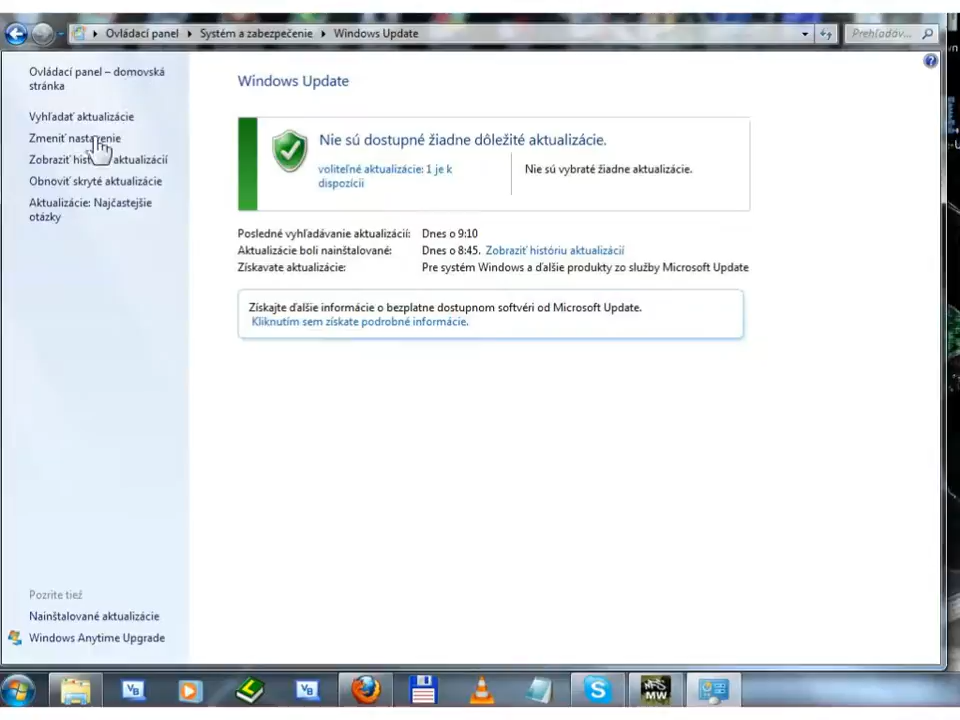 Ovládací panel Systém a zabezpečenie Windows Update Prehľadáv...
Ovládací panel – domovská
stránka
Vyhľadať aktualizácie
Zmeniť nastavenie
Zobraziť aktualizácií
Obnoviť skryté aktualizácie
Aktualizácie: Najčastejšie
otázky
Windows Update
Nie sú dostupné žiadne dôležité aktualizácie.
voliteľné aktualizácie: 1 je k
dispozícii
Nie sú vybraté žiadne aktualizácie.
Posledné vyhľadávanie aktualizácií: Dnes o 9:10
Aktualizácie boli nainštalované: Dnes o 8:45. Zobraziť históriu aktualizácií
Získavate aktualizácie: Pre systém Windows a ďalšie produkty zo služby Microsoft Update
Získajte ďalšie informácie o bezplatne dostupnom softvéri od Microsoft Update.
Kliknutím sem získate podrobné informácie.
Pozrite tiež
Nainštalované aktualizácie
Windows Anytime Upgrade
VB
VB
NFS
MW